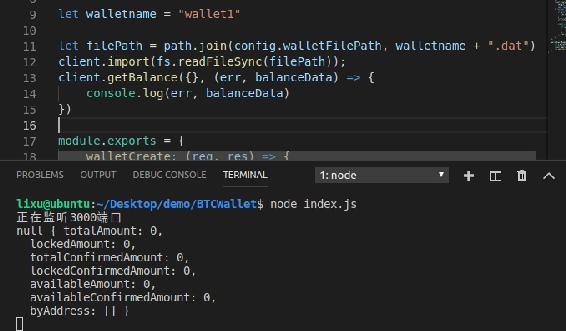 8
9 let walletname = "wallet1"
10
11 let filePath = path.join(config.walletFilePath, walletname + ".dat")
12 client.import(fs.readFileSync(filePath));
13 client.getBalance({}, (err, balanceData) => {
14 console.log(err, balanceData)
15 })
16
17 module.exports = {
18 walletCreate: (req, res) => {
PROBLEMS OUTPUT DEBUG CONSOLE TERMINAL 1: node
lixu@ubuntu:~/Desktop/demo/BTCWallet$ node index.js
正在监听3000端口
null { totalAmount: 0,
lockedAmount: 0,
totalConfirmedAmount: 0,
lockedConfirmedAmount: 0,
availableAmount: 0,
availableConfirmedAmount: 0,
byAddress: [] }